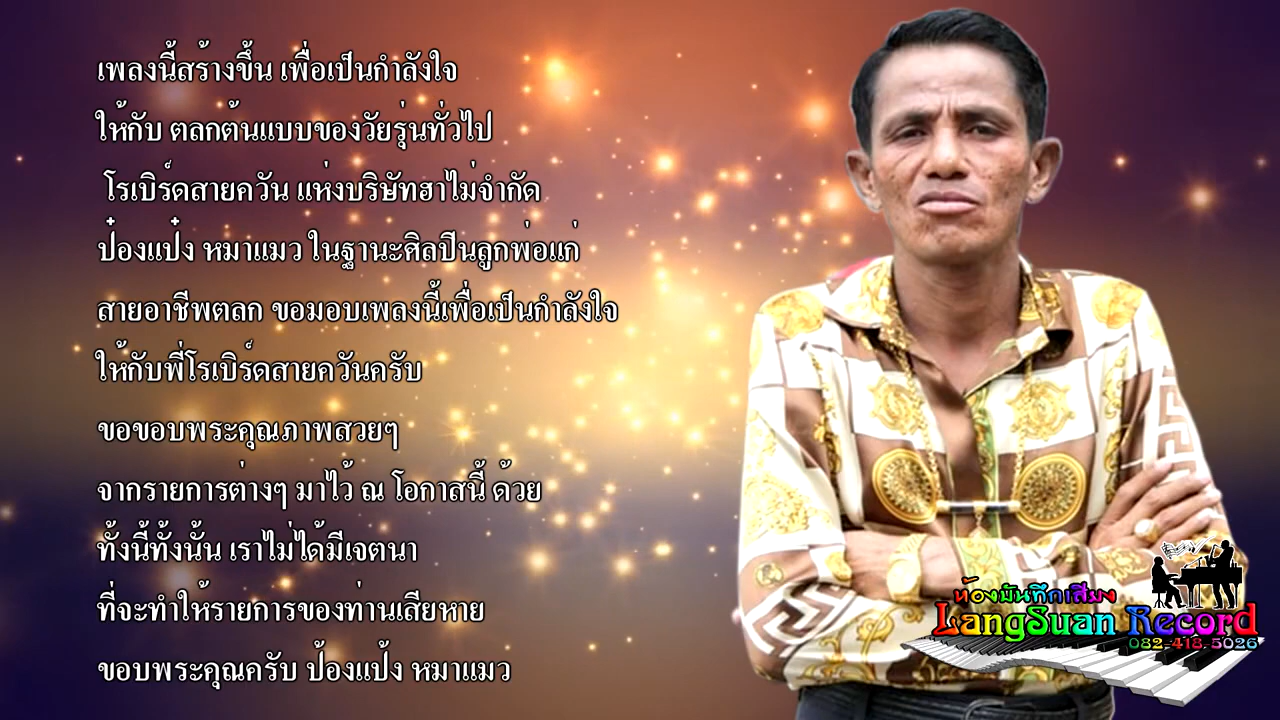 เพลงนี้สร้างขึ้น เพื่อเป็นกำลังใจ
ให้กับ ตลกต้นแบบของวัยรุ่นทั่วไป
โรเบิร์ดสายควัน แห่งบริษัทฮาไม่จำกัด
ป๋องแป๋ง หมาแมว ในฐานะศิลปินลูกพ่อแก่
สายอาชีพตลก ขอมอบเพลงนี้เพื่อเป็นกำลังใจ
ให้กับพี่โรเบิร์ดสายควันครับ
ขอขอบพระคุณภาพสวยๆ
จากรายการต่างๆ มาไว้ ณ โอกาสนี้ ด้วย
ทั้งนี้ทั้งนั้น เราไม่ได้มีเจตนา
ที่จะทำให้รายการของท่านเสียหาย
ขอบพระคุณครับ ป้องแป้ง หมาแมว
ห้องบันทึกเสียง
LangSuan Record
082-418-5026